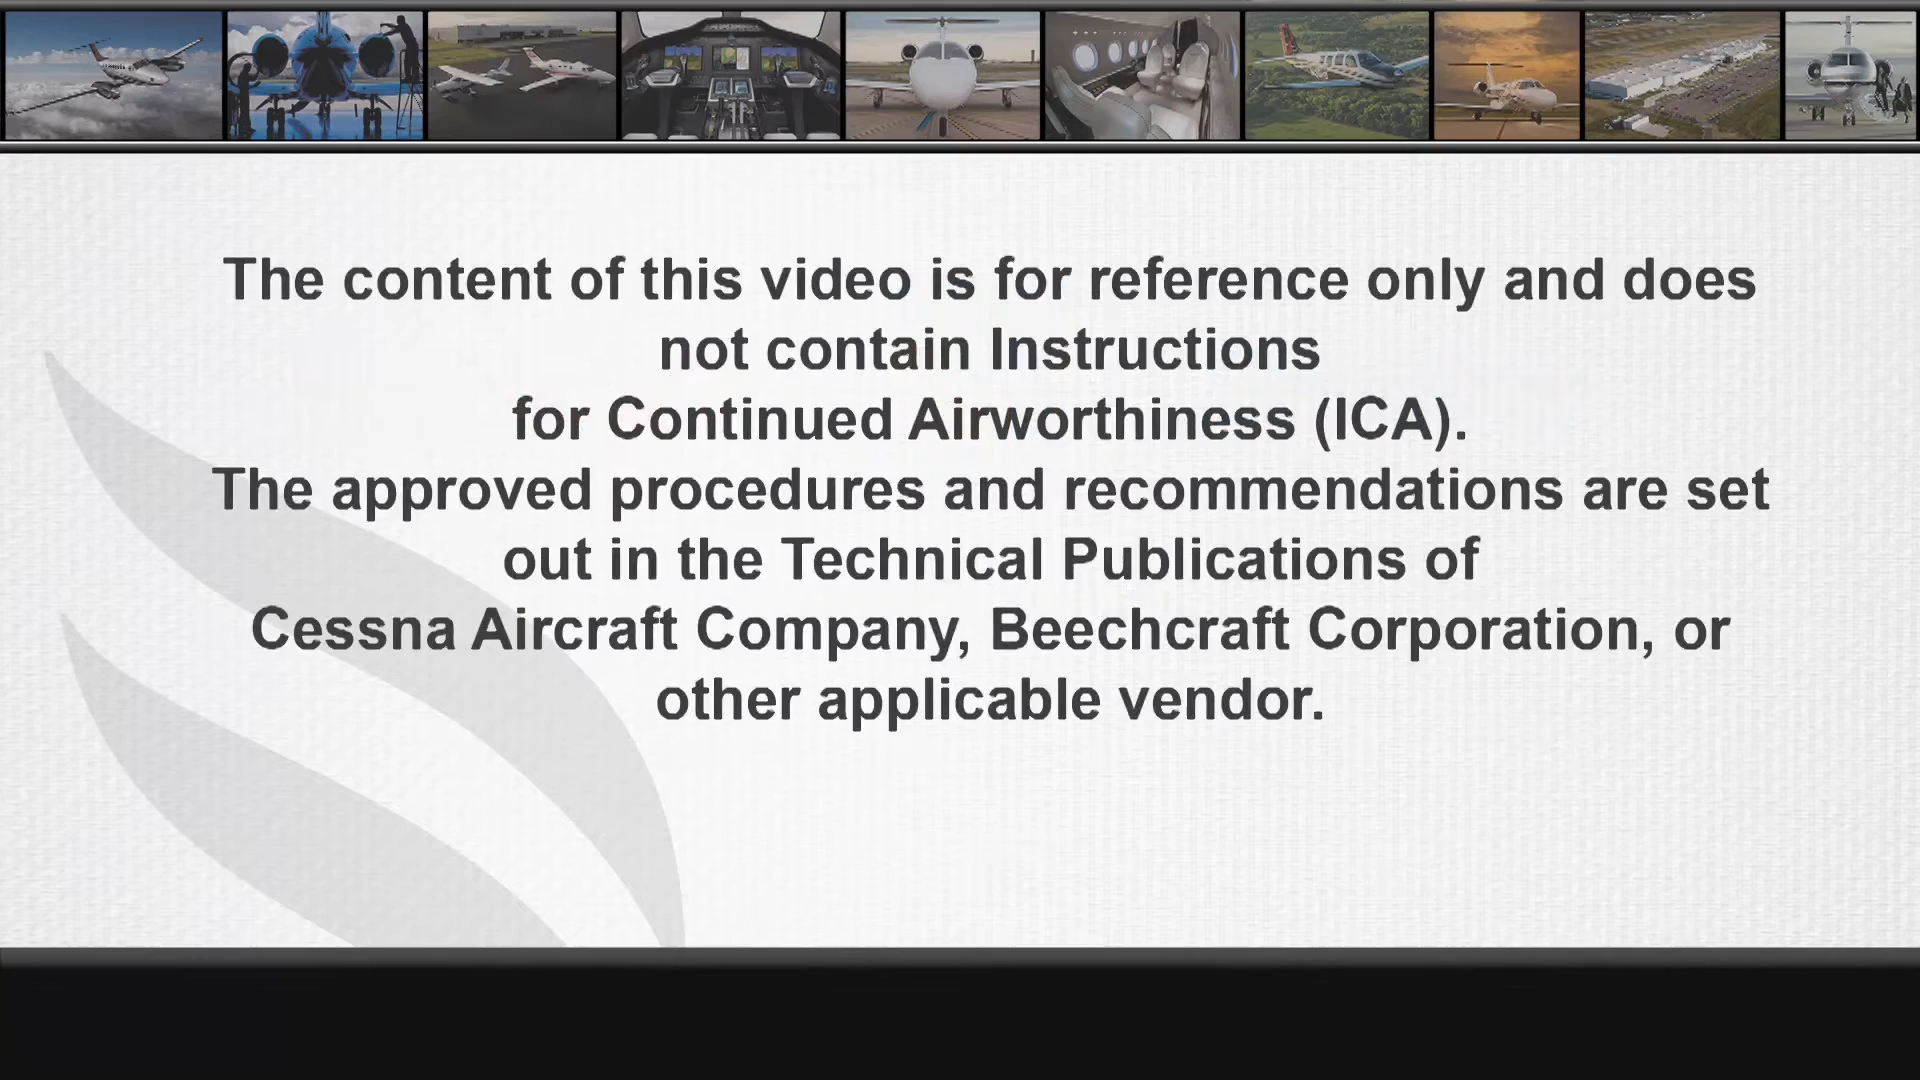 The content of this video is for reference only and does
not contain Instructions
for Continued Airworthiness (ICA).
The approved procedures and recommendations are set
out in the Technical Publications of
Cessna Aircraft Company, Beechcraft Corporation, or
other applicable vendor.